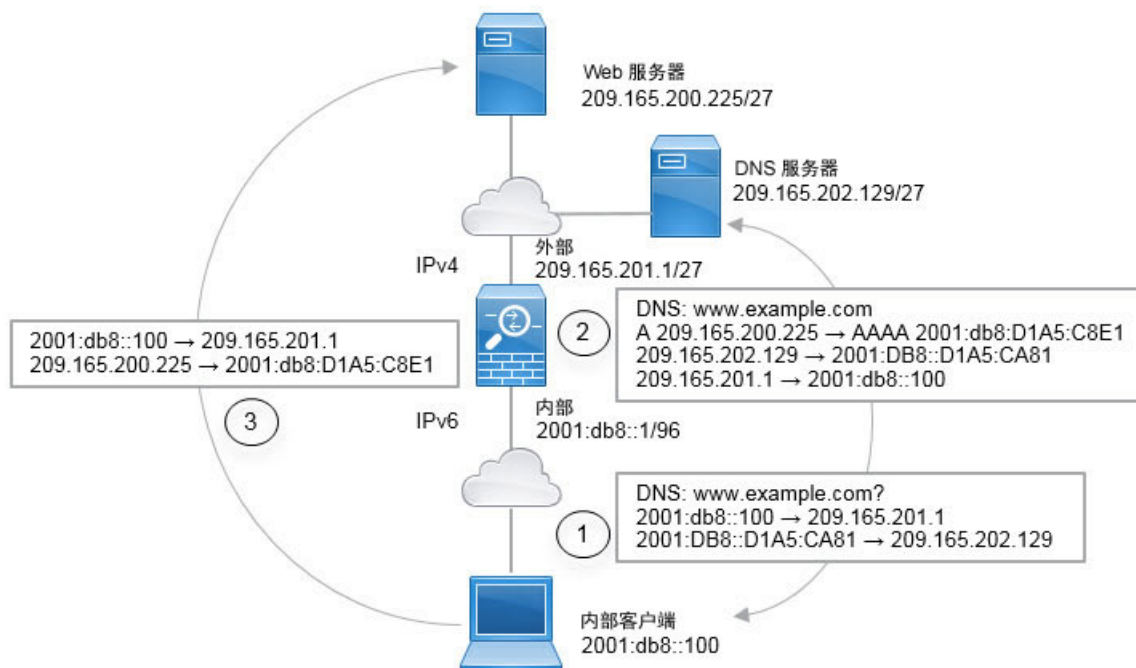 Web 服务器
209.165.200.225/27
DNS 服务器
209.165.202.129/27
外部
209.165.201.1/27
IPv4
2
DNS: www.example.com
A 209.165.200.225 → AAAA 2001:db8:D1A5:C8E1
209.165.202.129 → 2001:DB8::D1A5:CA81
209.165.201.1 → 2001:db8::100
2001:db8::100 → 209.165.201.1
209.165.200.225 → 2001:db8:D1A5:C8E1
3
IPv6
内部
2001:db8::1/96
1
DNS: www.example.com?
2001:db8::100 → 209.165.201.1
2001:DB8::D1A5:CA81 → 209.165.202.129
内部客户端
2001:db8::100